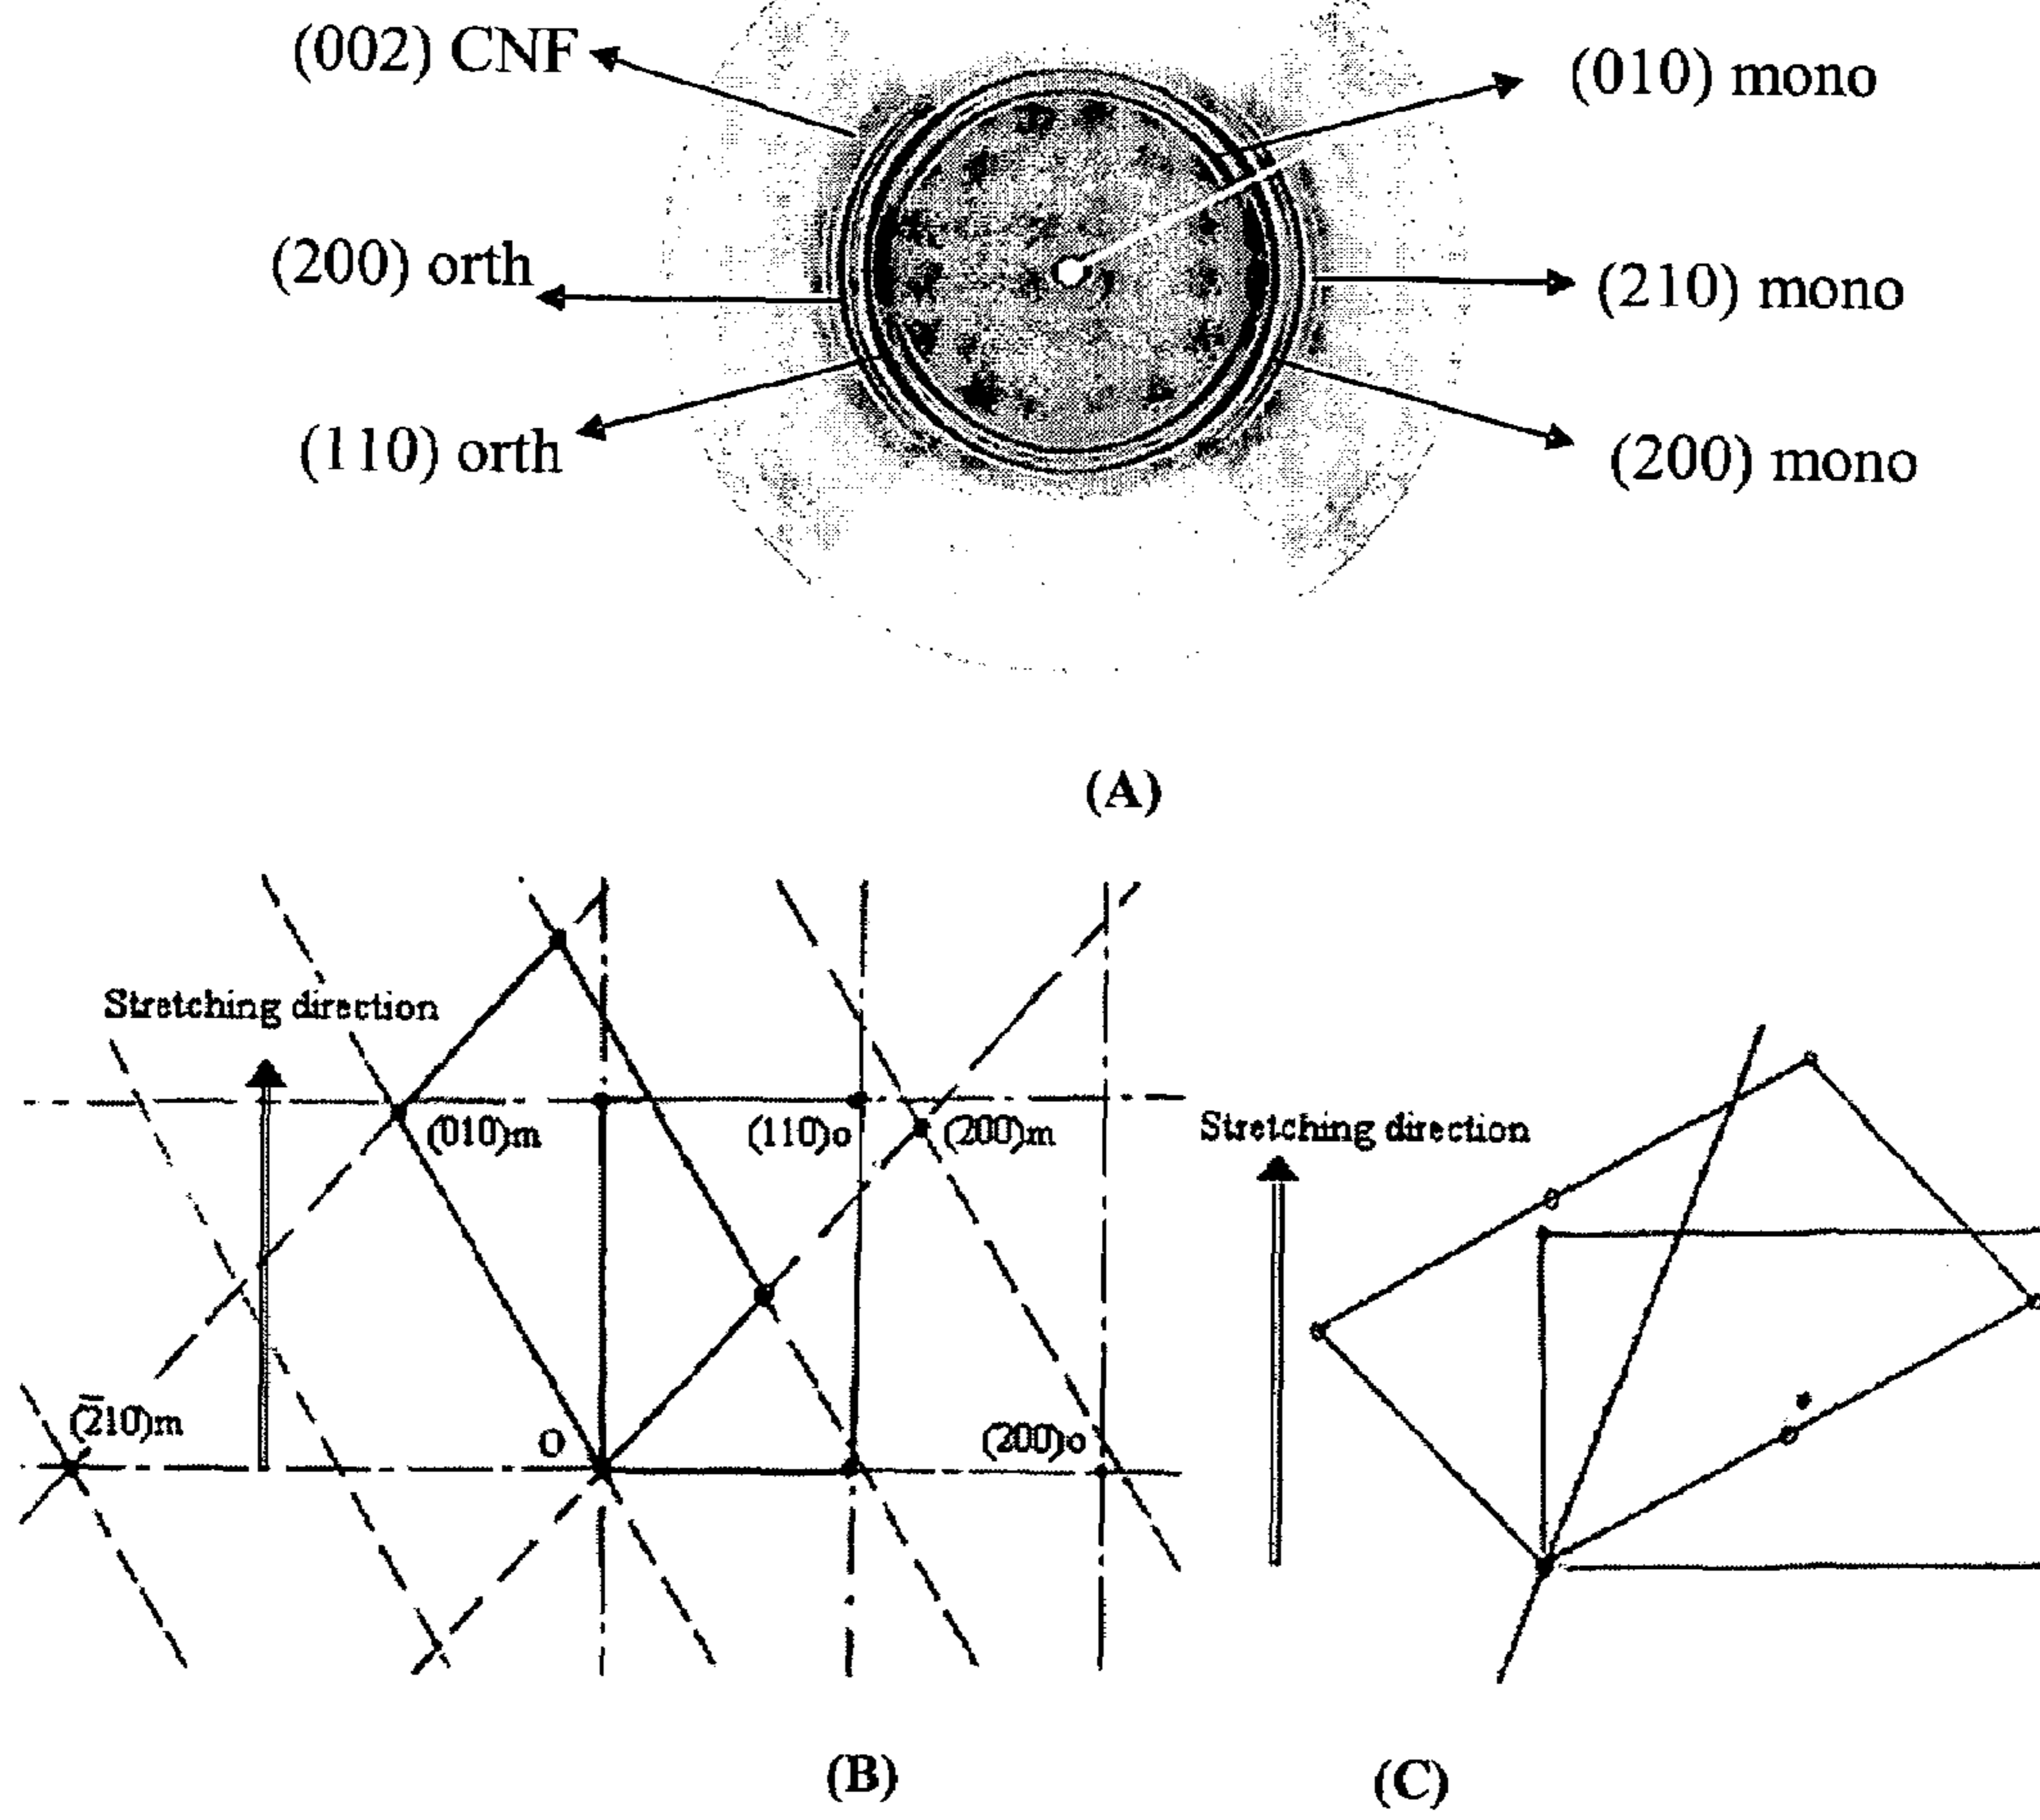 (002) CNF
(010) mono
(200) orth
(210) mono
(110) orth
(200) mono
(A)
Stretching direction
(010)m
(110)o
(200)m
Stretching direction
(2̅10)m
O
(200)o
(B)
(C)